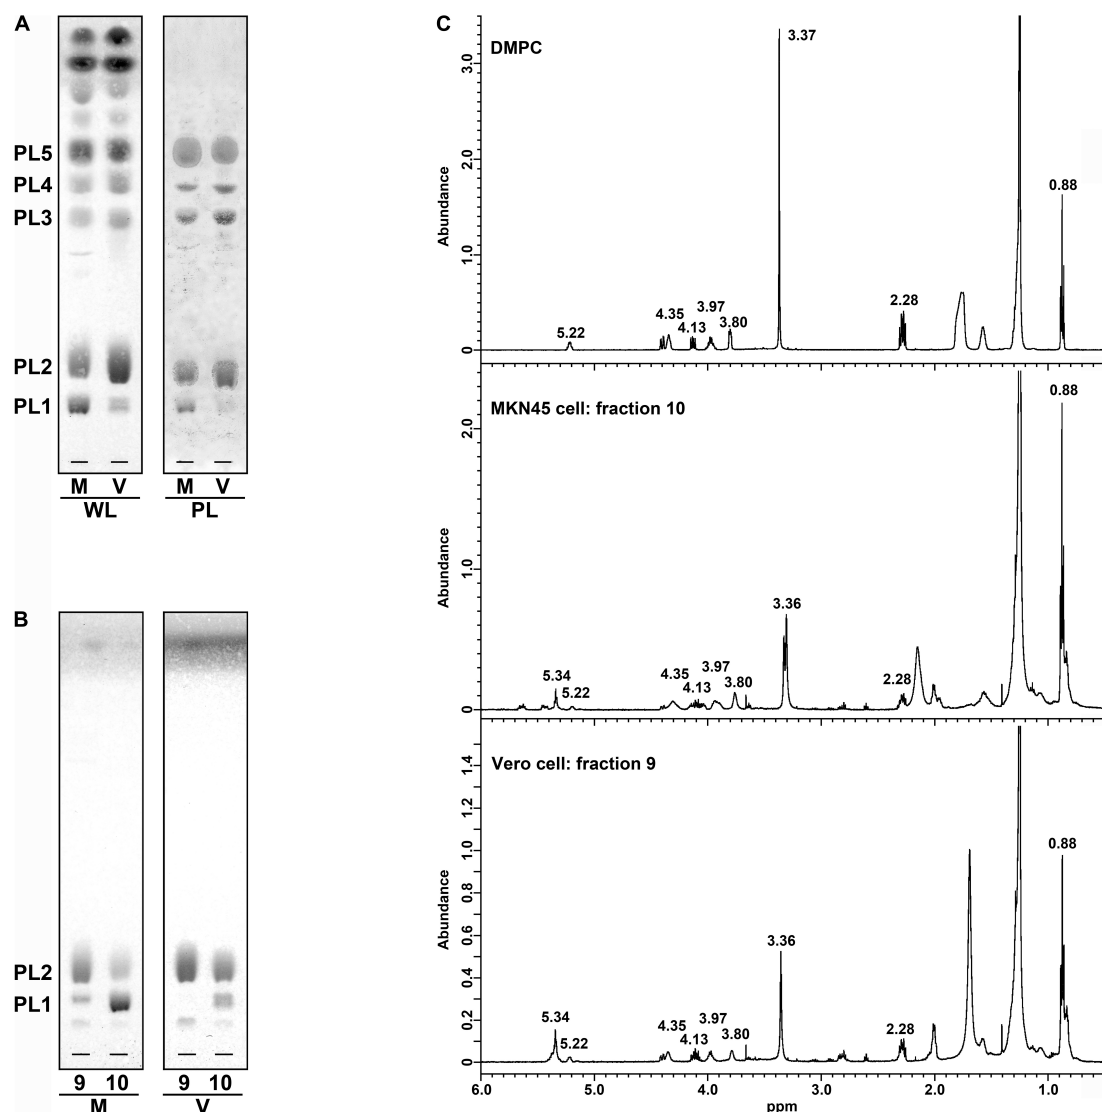 A
PL5
PL4
PL3
PL2
PL1
M V M V
WL PL
B
PL2
PL1
9 10 9 10
M V
C
DMPC
Abundance
3.0
2.0
1.0
0
5.22
4.35
4.13
3.97
3.80
3.37
2.28
0.88
MKN45 cell: fraction 10
Abundance
2.0
1.0
0
5.34
5.22
4.35
4.13
3.97
3.80
3.36
2.28
0.88
Vero cell: fraction 9
Abundance
1.4
1.2
1.0
0.8
0.6
0.4
0.2
0
5.34
5.22
4.35
4.13
3.97
3.80
3.36
2.28
0.88
6.0 5.0 4.0 3.0 2.0 1.0
ppm